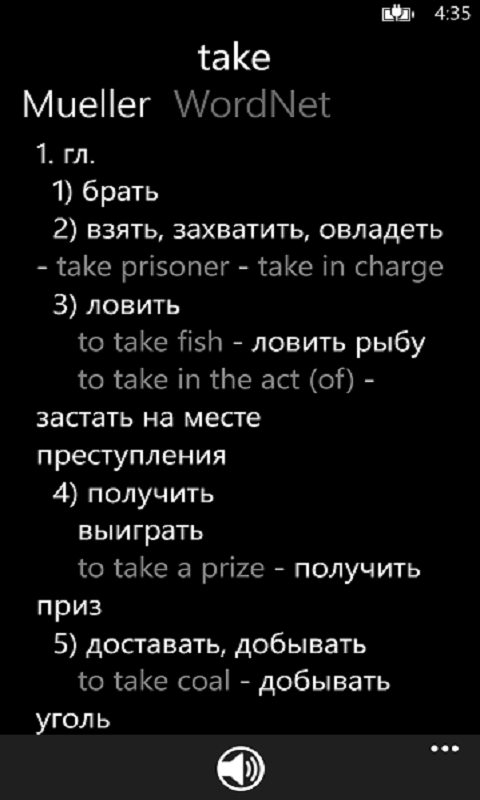 4:35
take
Mueller WordNet
1. гл.
1) брать
2) взять, захватить, овладеть
- take prisoner - take in charge
3) ловить
to take fish - ловить рыбу
to take in the act (of) -
застать на месте
преступления
4) получить
выиграть
to take a prize - получить
приз
5) доставать, добывать
to take coal - добывать
уголь